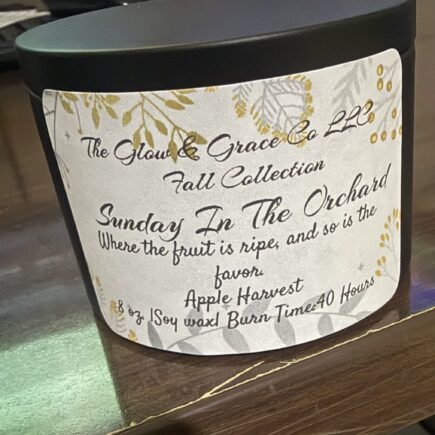 The Glow & Grace Co LLC
Fall Collection
Sunday In The Orchard
Where the fruit is ripe, and so is the
favor.
Apple Harvest
8 oz |Soy wax| Burn Time:40 Hours